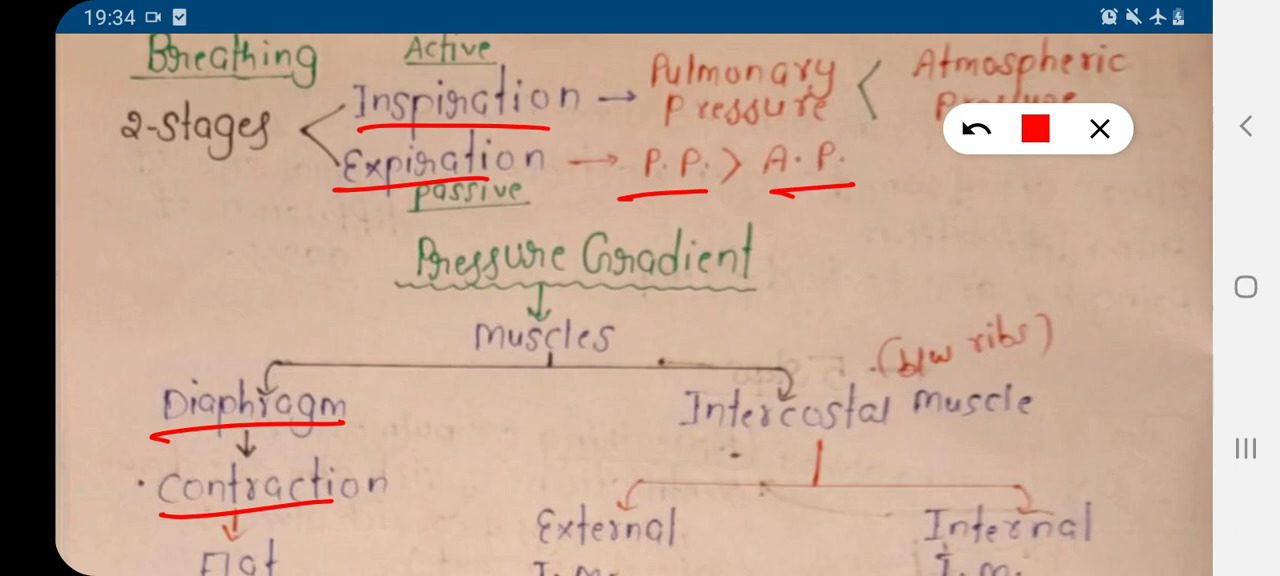 19:34
Breathing
Active
2-stages
Inspiration → Pulmonary Pressure < Atmospheric
Expiration → P.P. > A.P.
Passive
Pressure Gradient
Muscles
(b/w ribs)
Diaphragm
Intercostal Muscle
Contraction
External
Internal
Flat
I.m.
I.m.